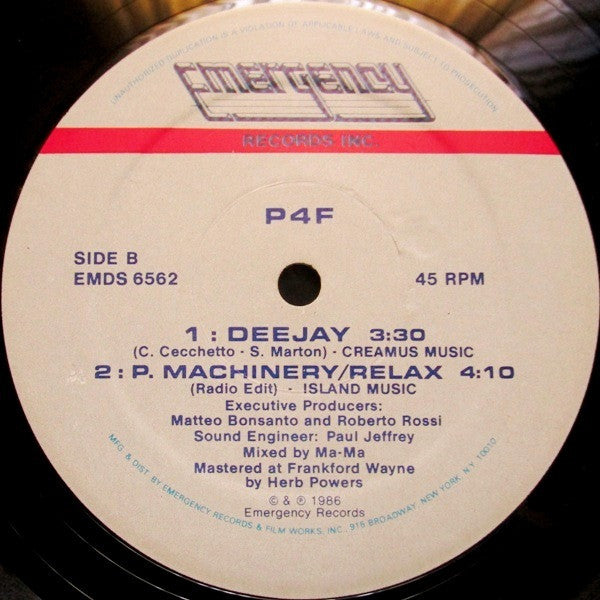 UNAUTHORIZED DUPLICATION IS A VIOLATION OF APPLICABLE LAWS AND SUBJECT TO PROSECUTION
EMERGENCY
RECORDS INC.
P4F
SIDE B
EMDS 6562
45 RPM
1 : DEEJAY 3:30
(C. Cecchetto - S. Marton) - CREAMUS MUSIC
2 : P. MACHINERY/RELAX 4:10
(Radio Edit) - !SLAND MUSIC
Executive Producers:
Matteo Bonsanto and Roberto Rossi
Sound Engineer: Paul Jeffrey
Mixed by Ma-Ma
Mastered at Frankford Wayne
by Herb Powers
© & ℗ 1986
Emergency Records
MFG. & DIST. BY EMERGENCY RECORDS & FILM WORKS, INC., 916 BROADWAY, NEW YORK, N.Y. 10010